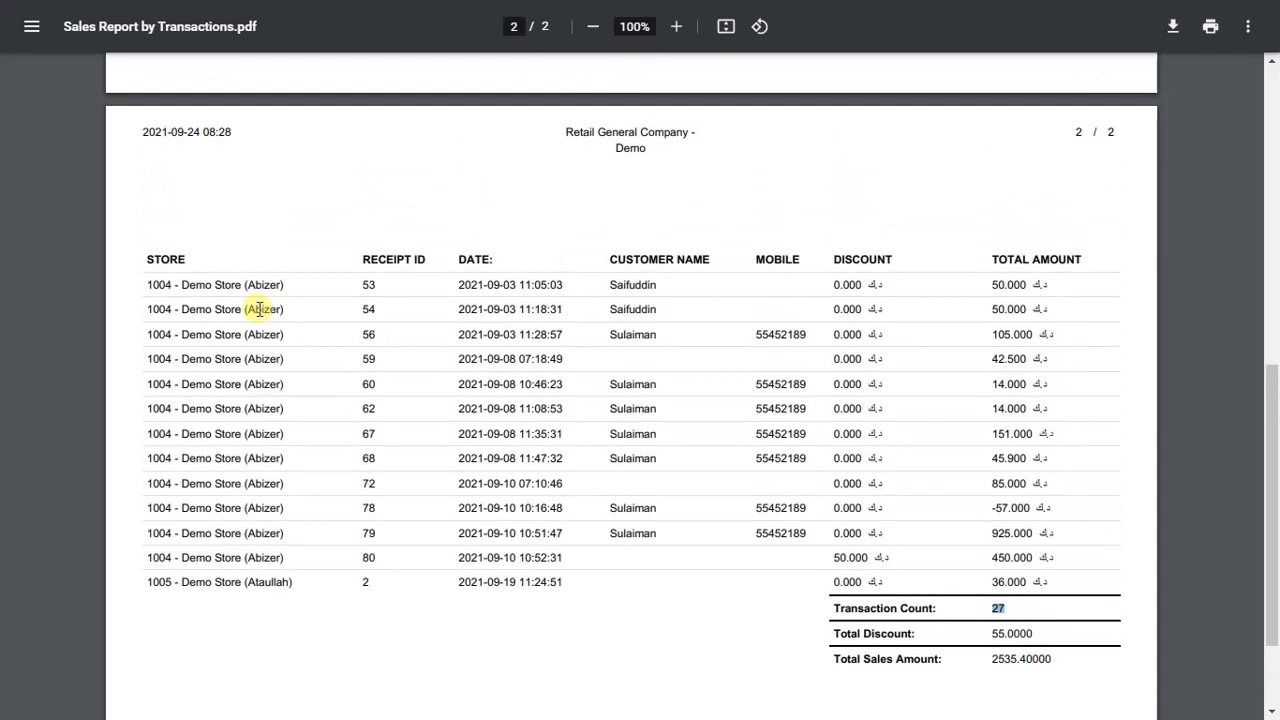 Sales Report by Transactions.pdf 2 / 2 100%
2021-09-24 08:28 Retail General Company - 2 / 2
Demo
STORE RECEIPT ID DATE: CUSTOMER NAME MOBILE DISCOUNT TOTAL AMOUNT
1004 - Demo Store (Abizer) 53 2021-09-03 11:05:03 Saifuddin 0.000 د.ك 50.000 د.ك
1004 - Demo Store (Abizer) 54 2021-09-03 11:18:31 Saifuddin 0.000 د.ك 50.000 د.ك
1004 - Demo Store (Abizer) 56 2021-09-03 11:28:57 Sulaiman 55452189 0.000 د.ك 105.000 د.ك
1004 - Demo Store (Abizer) 59 2021-09-08 07:18:49 0.000 د.ك 42.500 د.ك
1004 - Demo Store (Abizer) 60 2021-09-08 10:46:23 Sulaiman 55452189 0.000 د.ك 14.000 د.ك
1004 - Demo Store (Abizer) 62 2021-09-08 11:08:53 Sulaiman 55452189 0.000 د.ك 14.000 د.ك
1004 - Demo Store (Abizer) 67 2021-09-08 11:35:31 Sulaiman 55452189 0.000 د.ك 151.000 د.ك
1004 - Demo Store (Abizer) 68 2021-09-08 11:47:32 Sulaiman 55452189 0.000 د.ك 45.900 د.ك
1004 - Demo Store (Abizer) 72 2021-09-10 07:10:46 0.000 د.ك 85.000 د.ك
1004 - Demo Store (Abizer) 78 2021-09-10 10:16:48 Sulaiman 55452189 0.000 د.ك -57.000 د.ك
1004 - Demo Store (Abizer) 79 2021-09-10 10:51:47 Sulaiman 55452189 0.000 د.ك 925.000 د.ك
1004 - Demo Store (Abizer) 80 2021-09-10 10:52:31 50.000 د.ك 450.000 د.ك
1005 - Demo Store (Ataullah) 2 2021-09-19 11:24:51 0.000 د.ك 36.000 د.ك
Transaction Count: 27
Total Discount: 55.0000
Total Sales Amount: 2535.40000